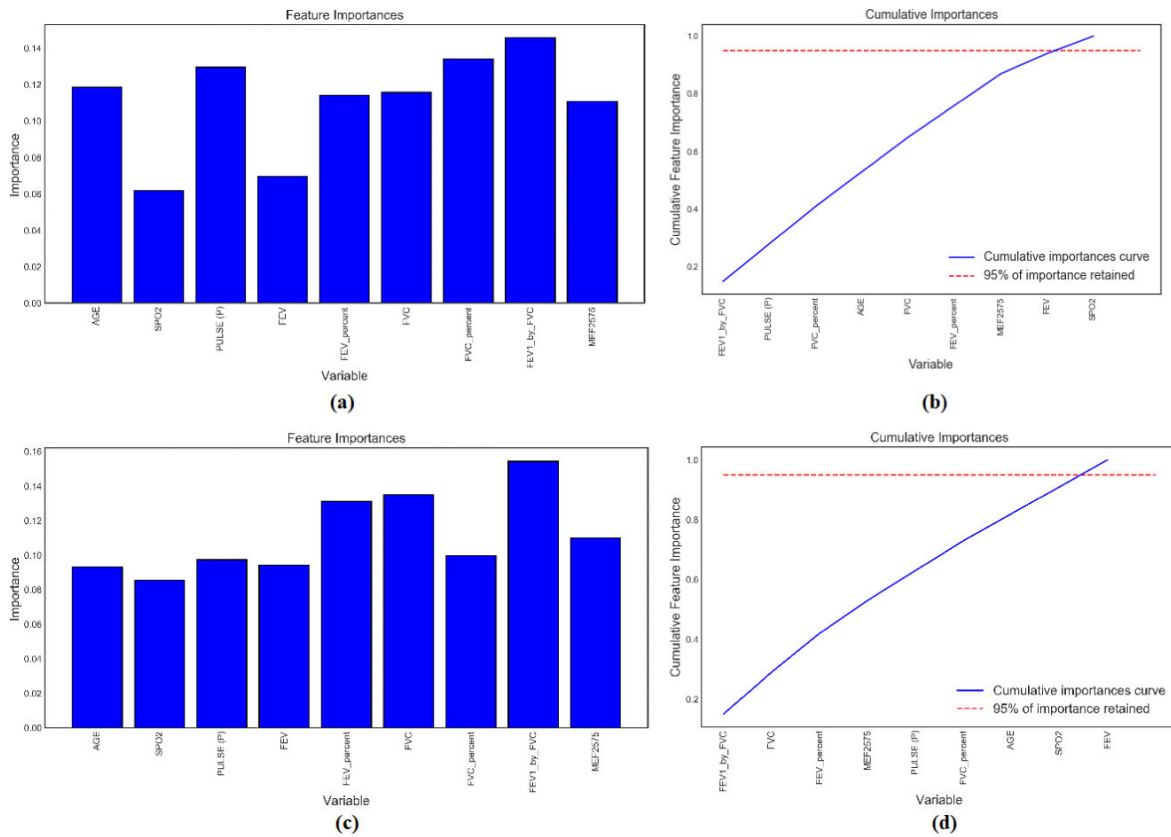 (a)
Feature Importances
Importance
0.14
0.12
0.10
0.08
0.06
0.04
0.02
0.00
AGE
SPO2
PULSE (P)
FEV
FEV_percent
FVC
FVC_percent
FEV1_by_FVC
MEF2575
Variable
(a)
(b)
Cumulative Importances
Cumulative Feature Importance
1.0
0.8
0.6
0.4
0.2
Cumulative importances curve
95% of importance retained
FEV1_by_FVC
PULSE (P)
FVC_percent
AGE
FVC
FEV_percent
MEF2575
FEV
SPO2
Variable
(b)
Feature Importances
Importance
0.16
0.14
0.12
0.10
0.08
0.06
0.04
0.02
0.00
AGE
SPO2
PULSE (P)
FEV
FEV_percent
FVC
FVC_percent
FEV1_by_FVC
MEF2575
Variable
(c)
Cumulative Importances
Cumulative Feature Importance
1.0
0.8
0.6
0.4
0.2
Cumulative importances curve
95% of importance retained
FEV1_by_FVC
FVC
FEV_percent
MEF2575
PULSE (P)
FVC_percent
AGE
SPO2
FEV
Variable
(d)